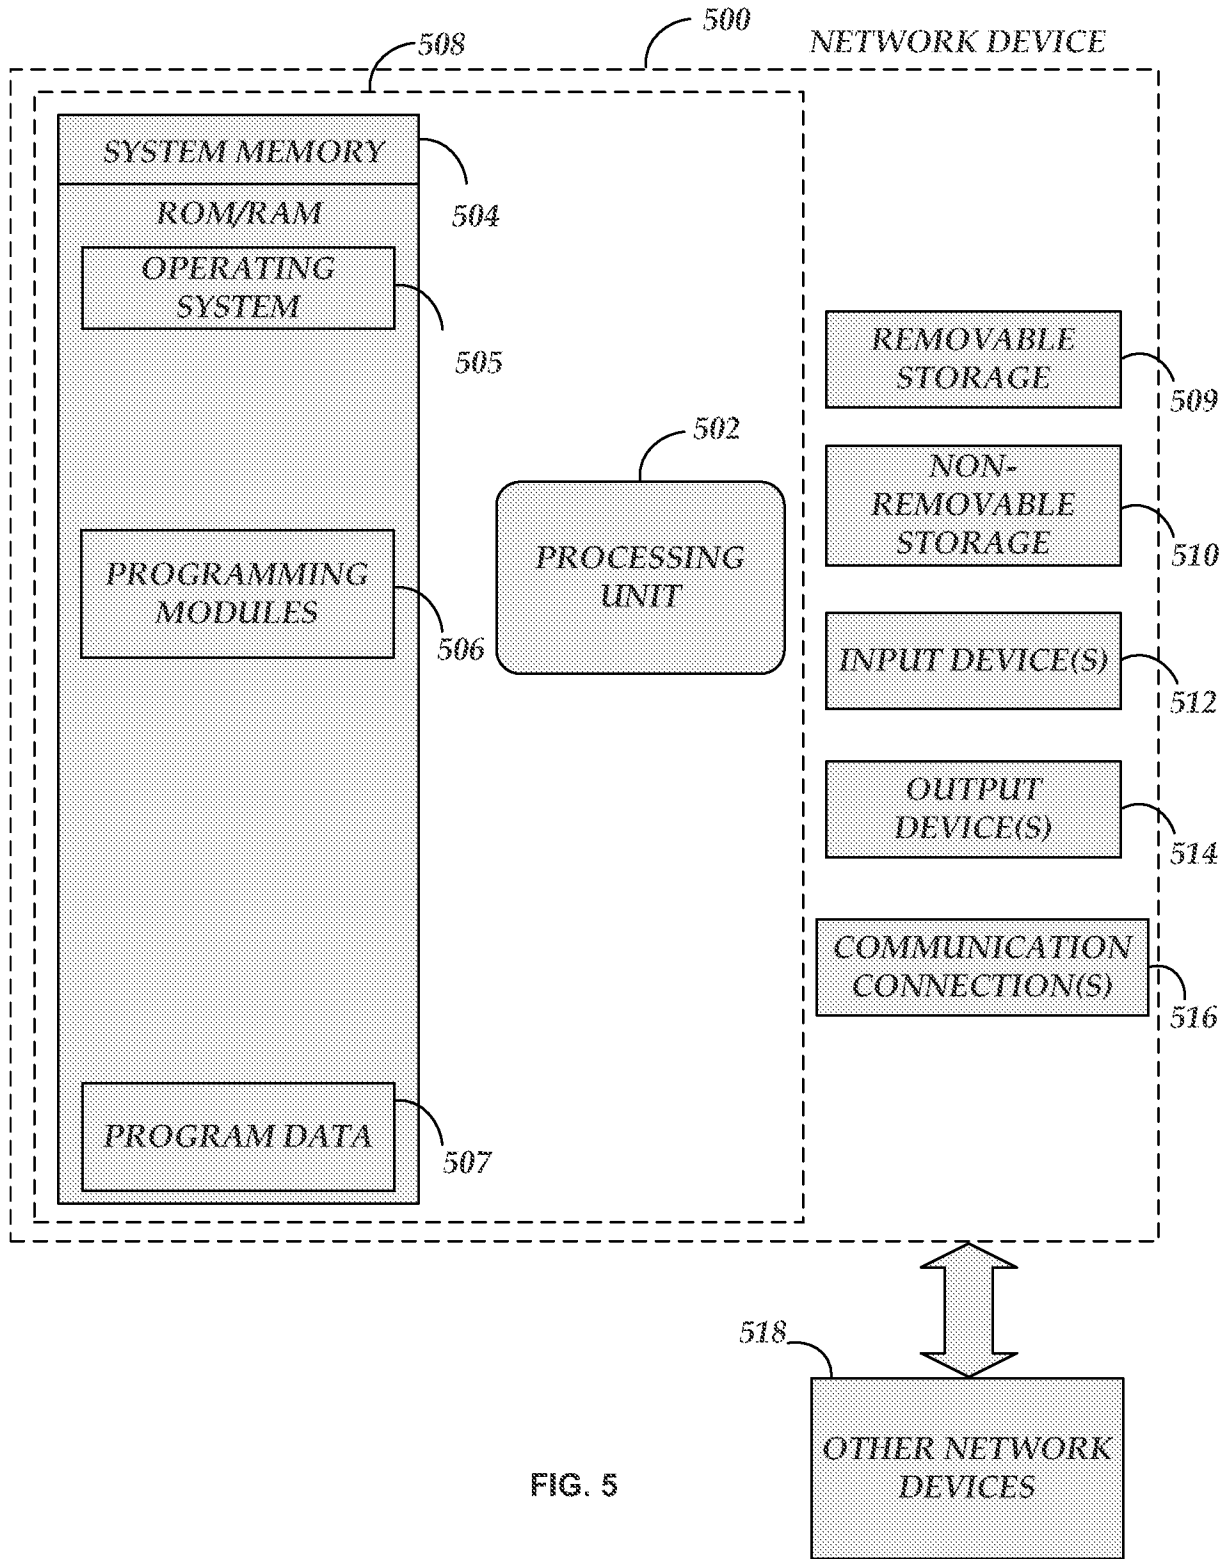 500
NETWORK DEVICE
508
SYSTEM MEMORY
504
ROM/RAM
OPERATING
SYSTEM
505
REMOVABLE
STORAGE
509
502
NON-
REMOVABLE
STORAGE
510
PROCESSING
UNIT
PROGRAMMING
MODULES
506
INPUT DEVICE(S)
512
OUTPUT
DEVICE(S)
514
COMMUNICATION
CONNECTION(S)
516
PROGRAM DATA
507
518
OTHER NETWORK
DEVICES
FIG. 5